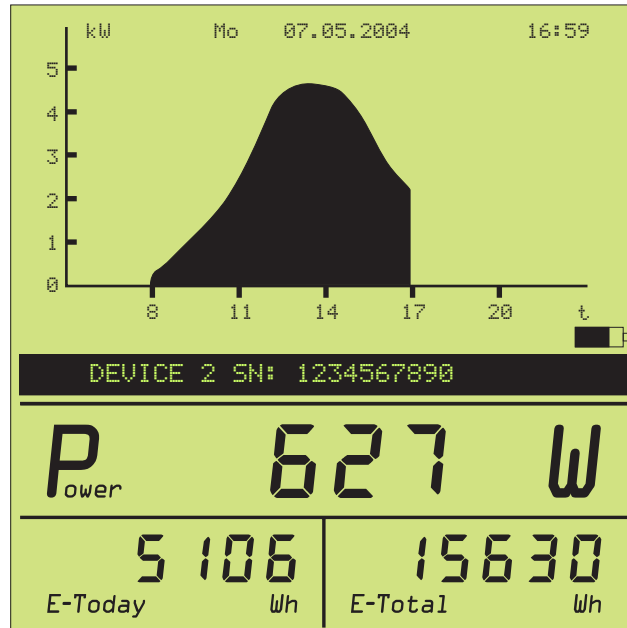 kW Mo 07.05.2004 16:59
5
4
3
2
1
0
8 11 14 17 20 t
DEVICE 2 SN: 1234567890
Power 627 W
5106 15630
E-Today Wh E-Total Wh